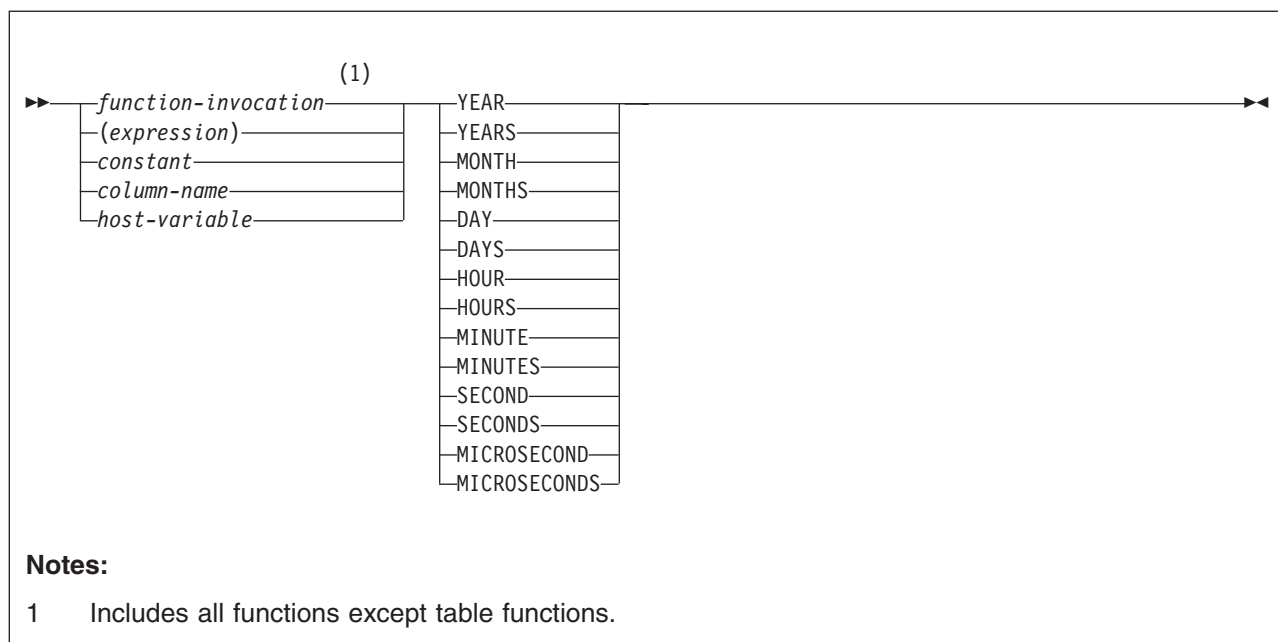 (1)
function-invocation YEAR
(expression) YEARS
constant MONTH
column-name MONTHS
host-variable DAY
DAYS
HOUR
HOURS
MINUTE
MINUTES
SECOND
SECONDS
MICROSECOND
MICROSECONDS
Notes:
1 Includes all functions except table functions.